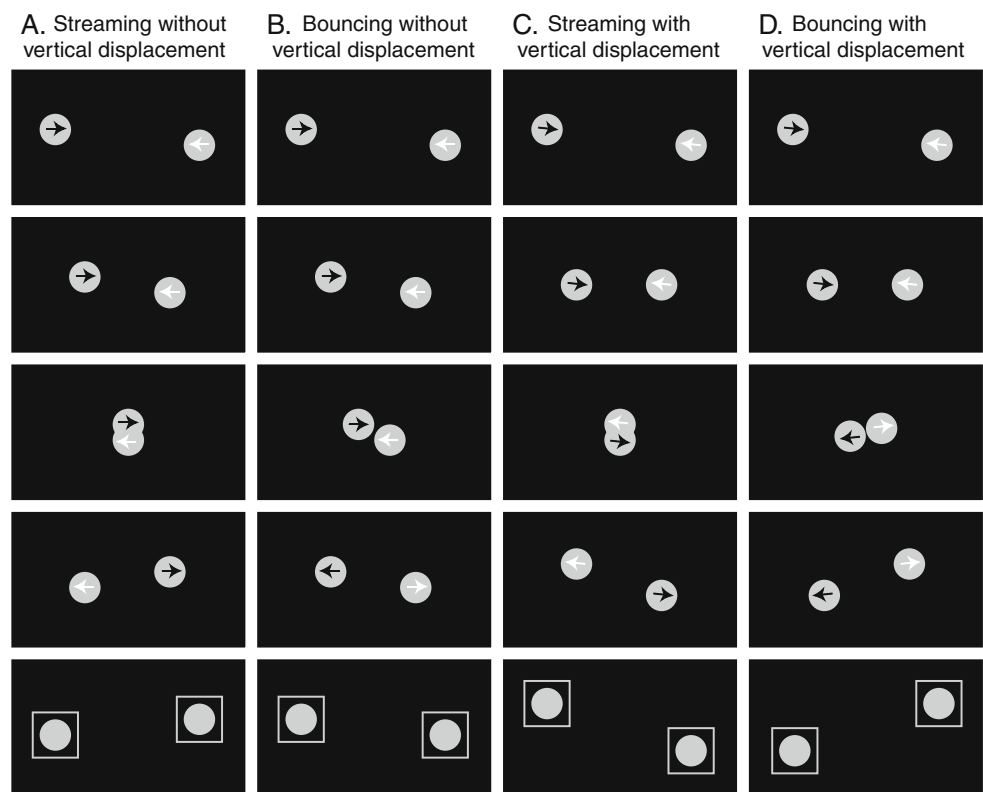 A. Streaming without
vertical displacement
B. Bouncing without
vertical displacement
C. Streaming with
vertical displacement
D. Bouncing with
vertical displacement